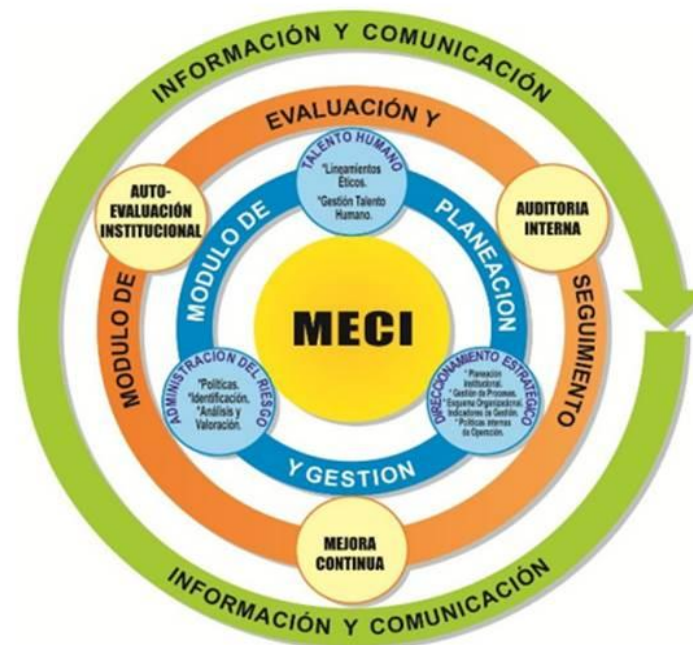 INFORMACIÓN Y COMUNICACIÓN
EVALUACIÓN Y
TALENTO HUMANO
*Lineamientos
Éticos.
*Gestión Talento
Humano.
AUTO-
EVALUACIÓN
INSTITUCIONAL
AUDITORIA
INTERNA
MODULO DE
PLANEACION
MECI
MODULO DE
SEGUIMIENTO
ADMINISTRACIÓN DEL RIESGO
*Políticas.
*Identificación.
*Análisis y
Valoración.
DIRECCIONAMIENTO ESTRATÉGICO
* Planeación
Institucional.
* Gestión de Procesos.
*Esquema Organizacional.
Indicadores de Gestión.
* Políticas internas
de Operación.
Y GESTION
MEJORA
CONTINUA
INFORMACIÓN Y COMUNICACIÓN